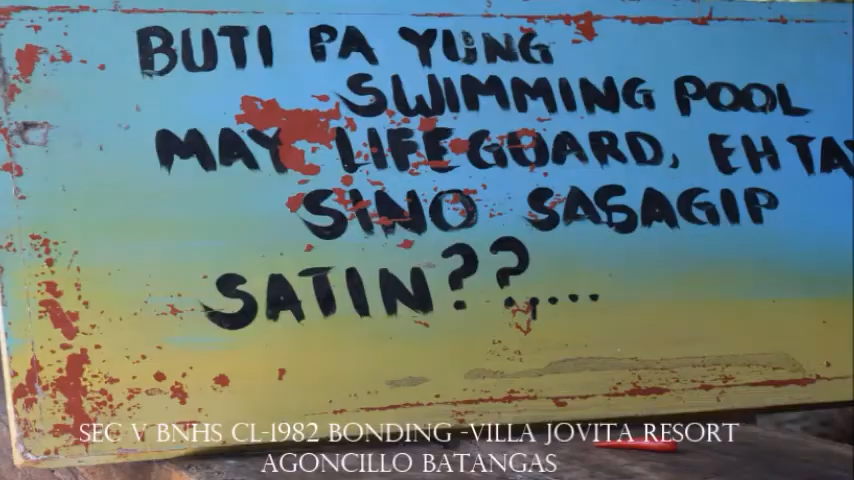 BUTI PA YUNG
SWIMMING POOL
MAY LIFEGUARD, EH
SINO SASAGIP
SATIN??....
SEC V BNHS CL-1982 BONDING -VILLA JOVITA RESORT
AGONCILLO BATANGAS